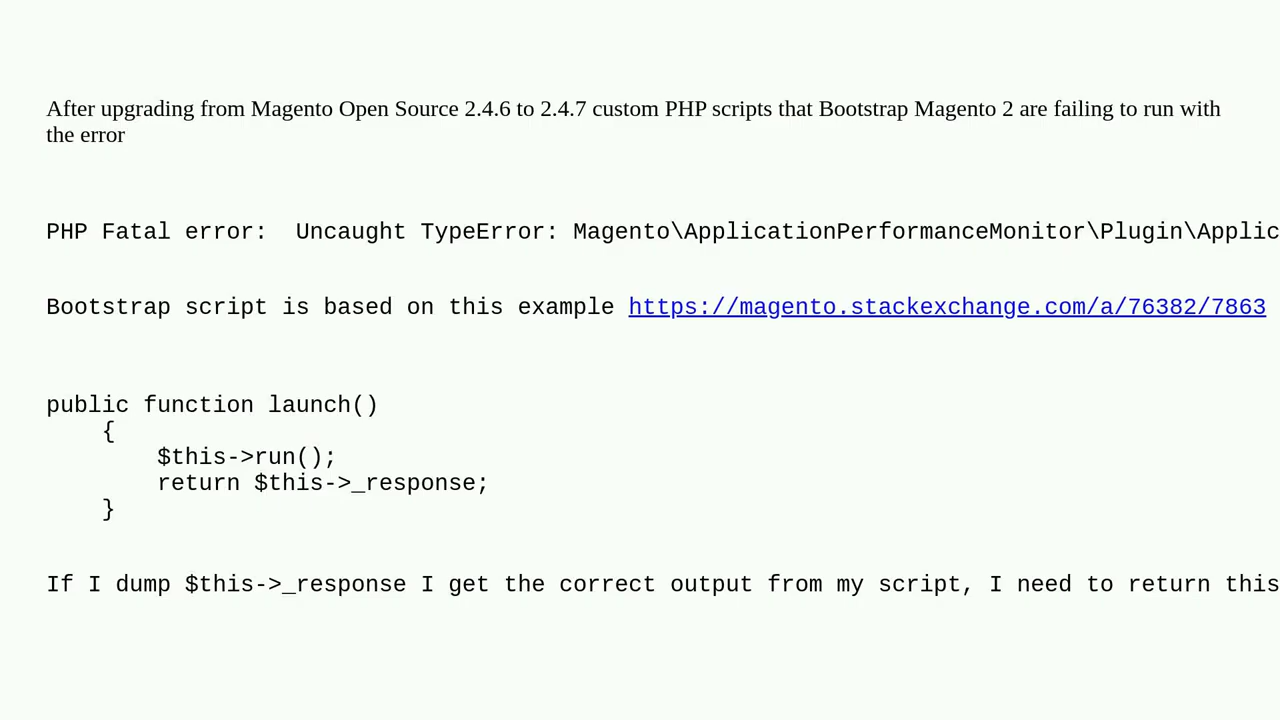 After upgrading from Magento Open Source 2.4.6 to 2.4.7 custom PHP scripts that Bootstrap Magento 2 are failing to run with
the error
PHP Fatal error:  Uncaught TypeError: Magento\ApplicationPerformanceMonitor\Plugin\Applic
Bootstrap script is based on this example https://magento.stackexchange.com/a/76382/7863
public function launch()
    {
        $this->run();
        return $this->_response;
    }
If I dump $this->_response I get the correct output from my script, I need to return this